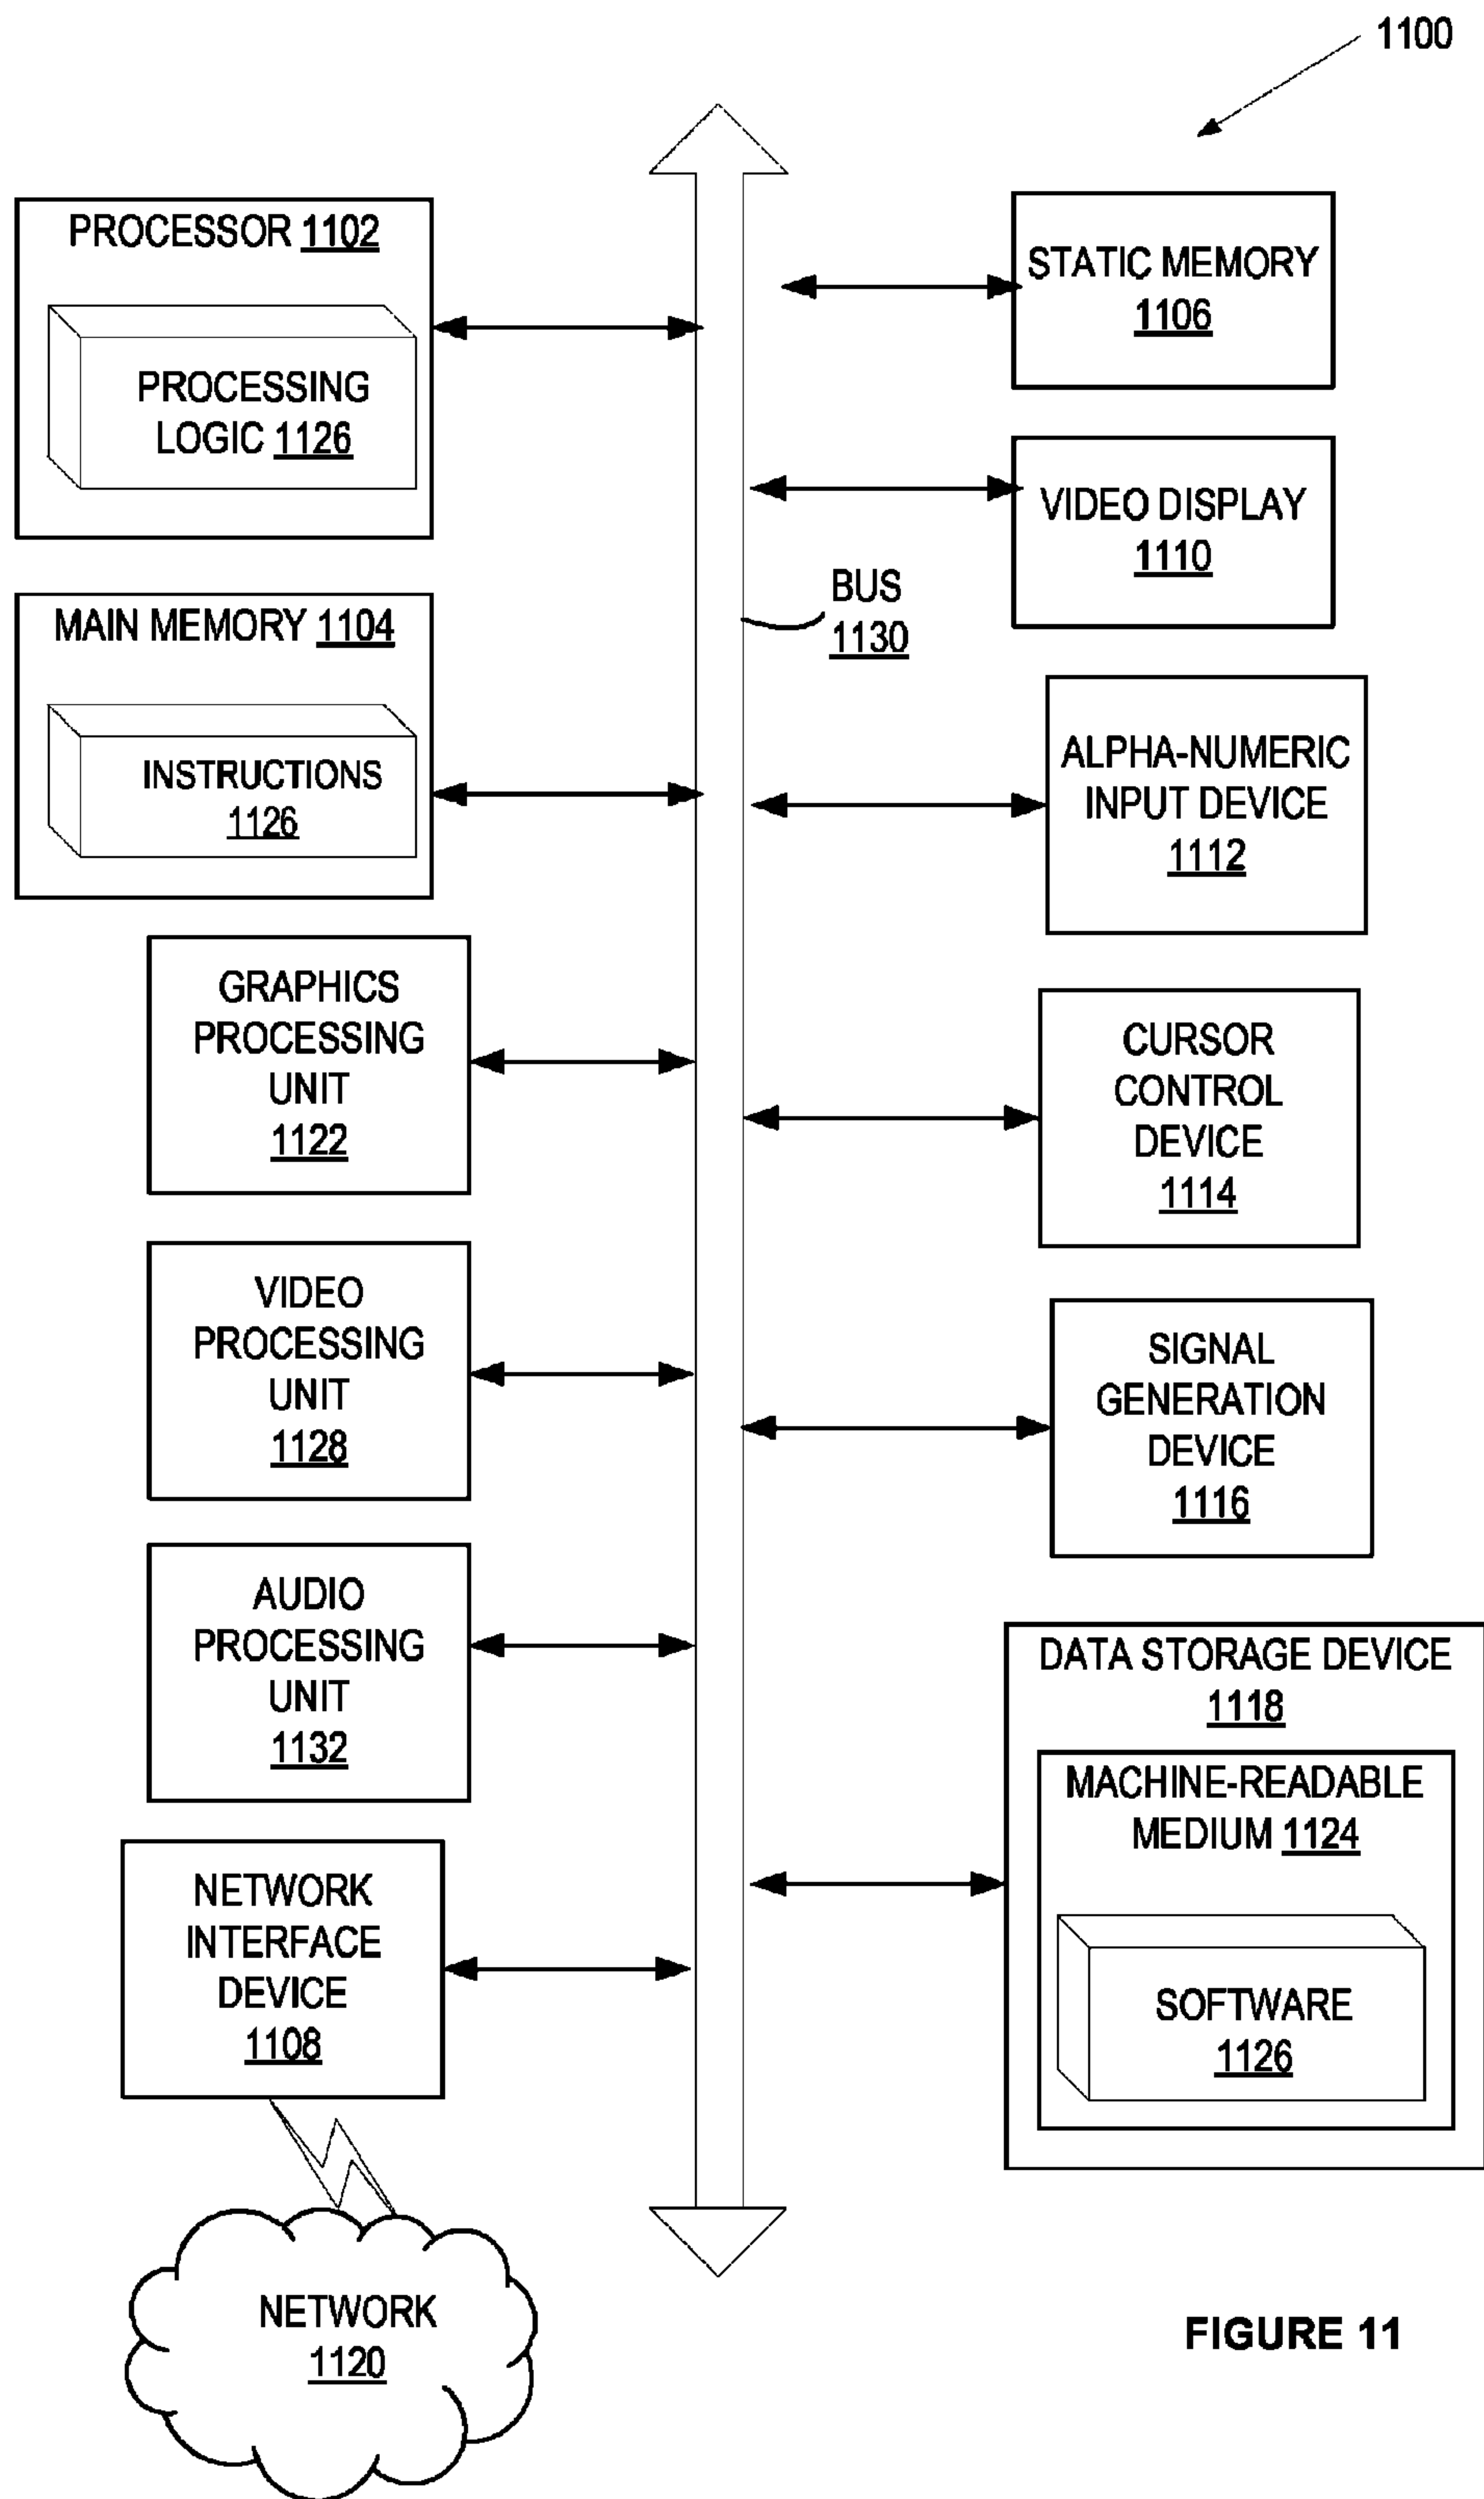 1100
PROCESSOR 1102
PROCESSING
LOGIC 1126
MAIN MEMORY 1104
INSTRUCTIONS
1126
GRAPHICS
PROCESSING
UNIT
1122
VIDEO
PROCESSING
UNIT
1128
AUDIO
PROCESSING
UNIT
1132
NETWORK
INTERFACE
DEVICE
1108
NETWORK
1120
BUS
1130
STATIC MEMORY
1106
VIDEO DISPLAY
1110
ALPHA-NUMERIC
INPUT DEVICE
1112
CURSOR
CONTROL
DEVICE
1114
SIGNAL
GENERATION
DEVICE
1116
DATA STORAGE DEVICE
1118
MACHINE-READABLE
MEDIUM 1124
SOFTWARE
1126
FIGURE 11